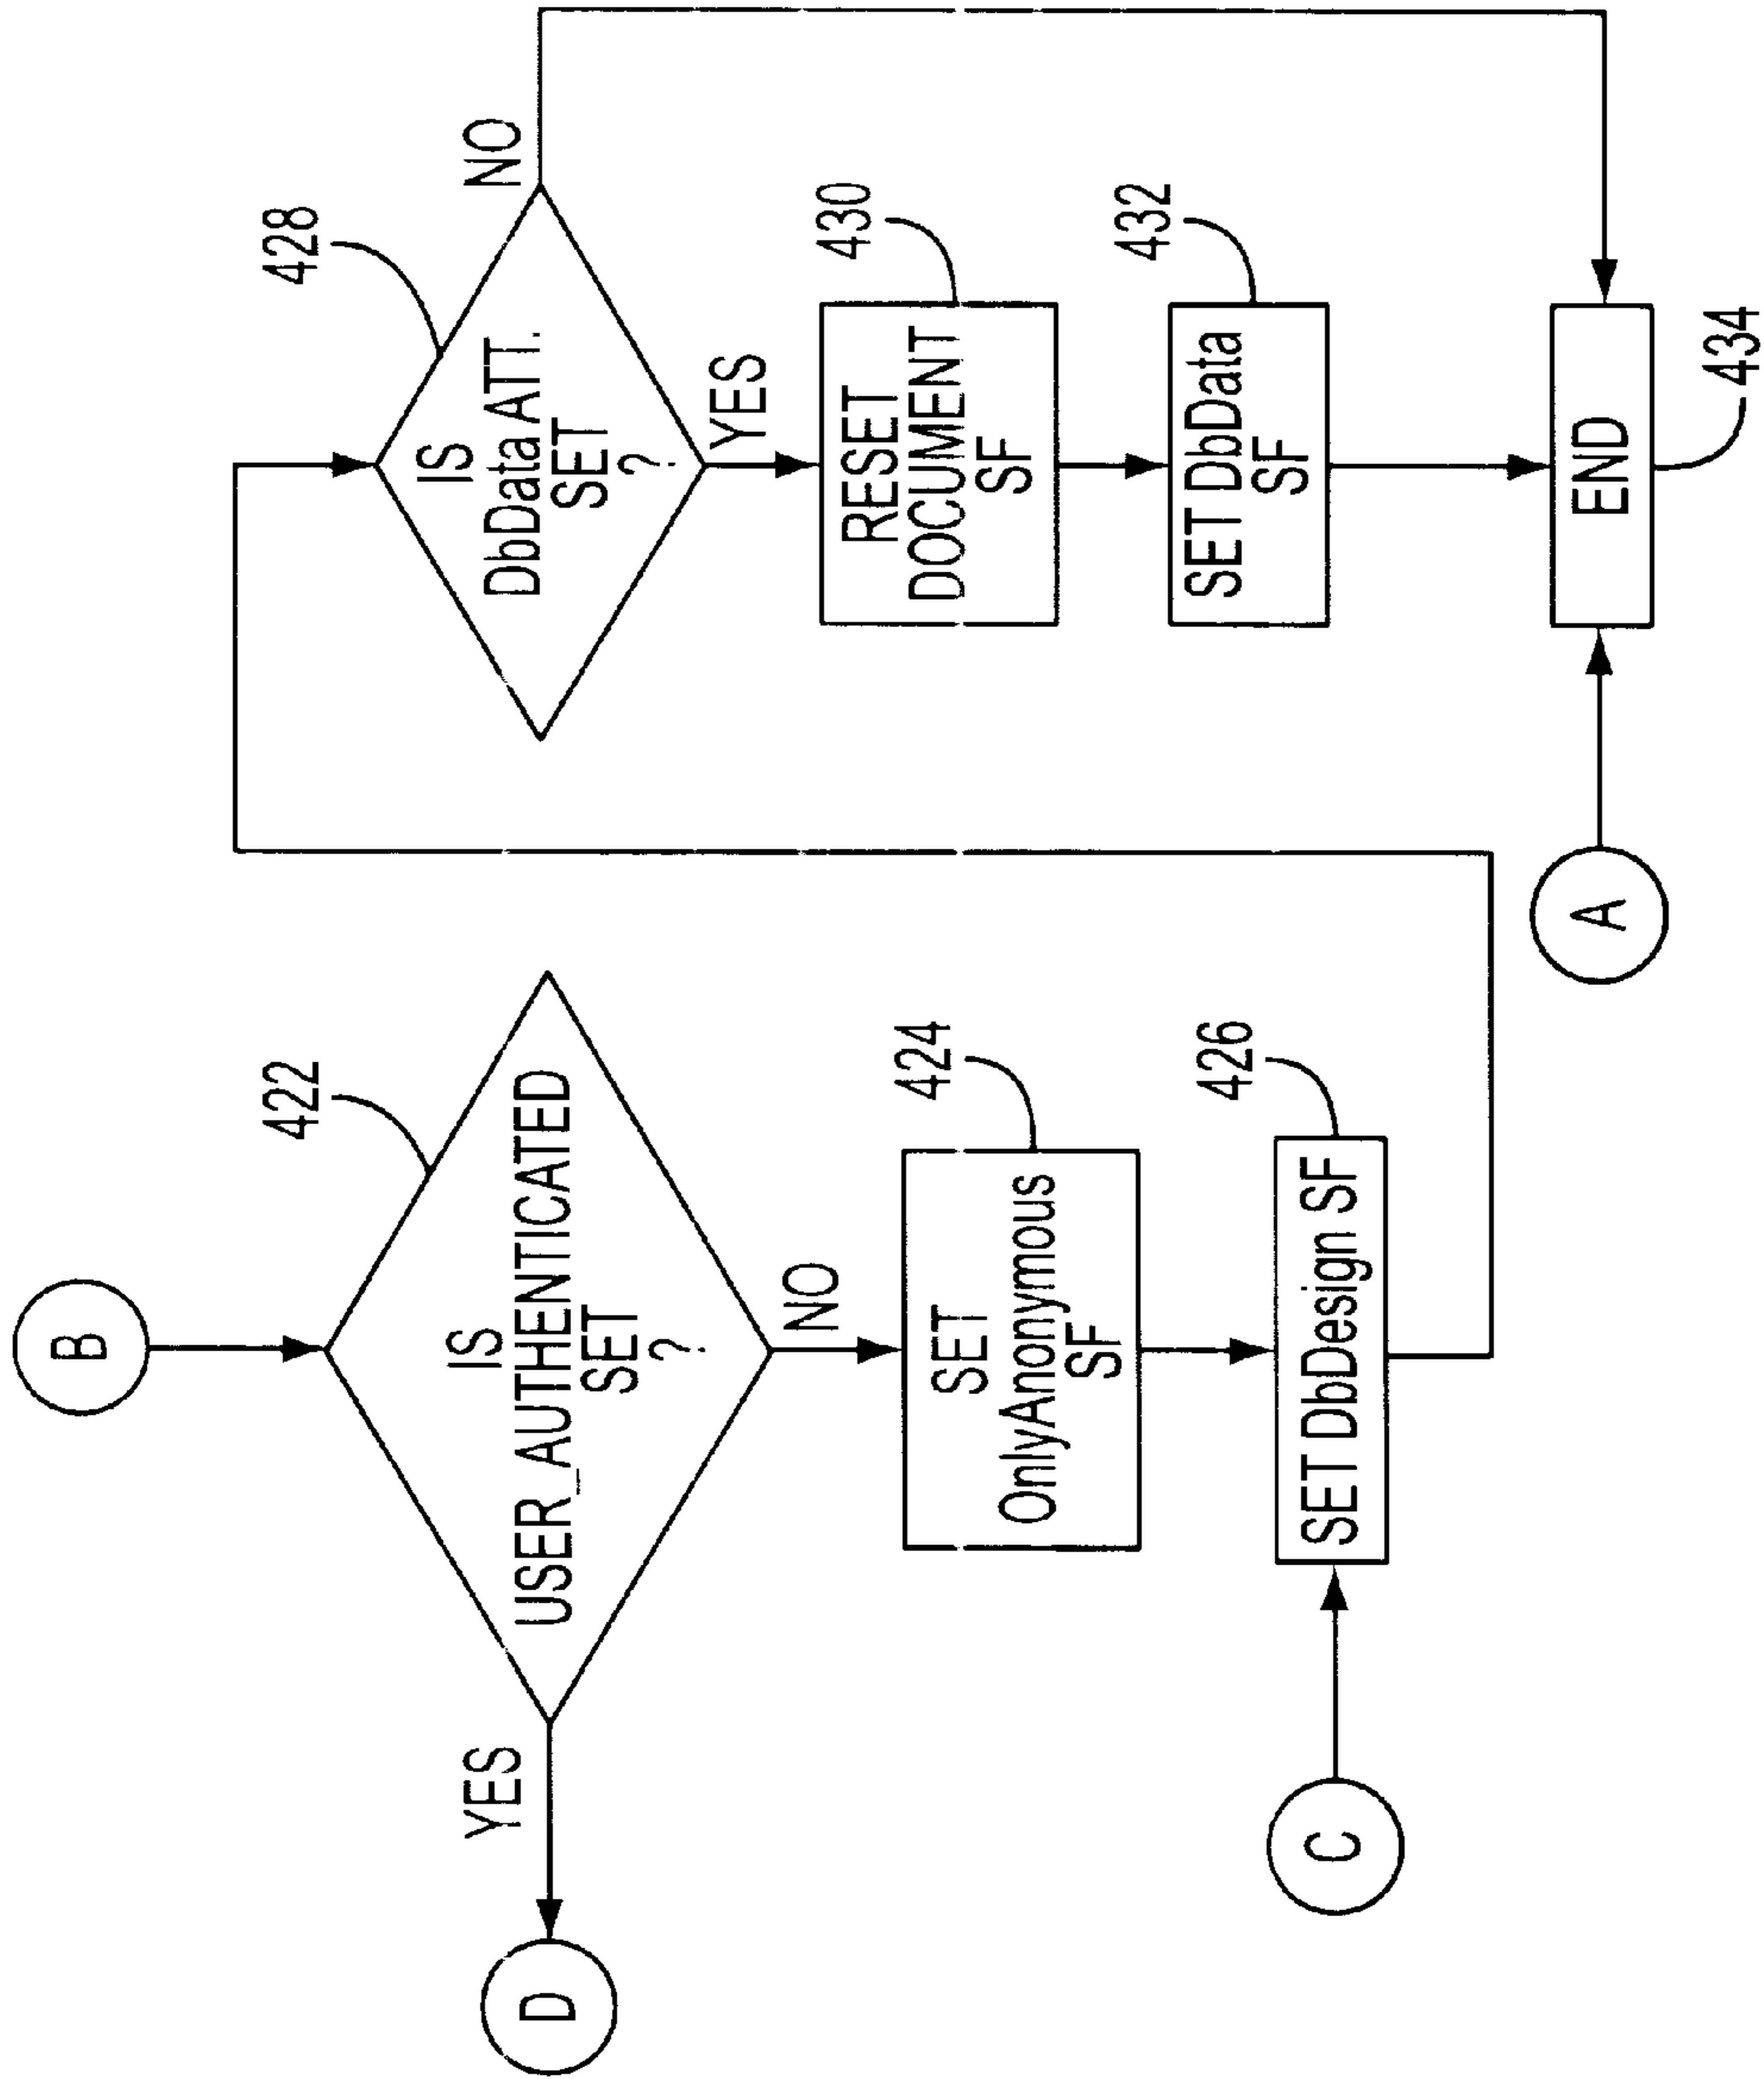 B
422
IS
USER_AUTHENTICATED
SET
?
YES
D
NO
424
SET
OnlyAnonymous
SF
426
SET DbDesign SF
C
428
IS
DbData ATT.
SET
?
NO
YES
430
RESET
DOCUMENT
SF
432
SET DbData
SF
A
END
434